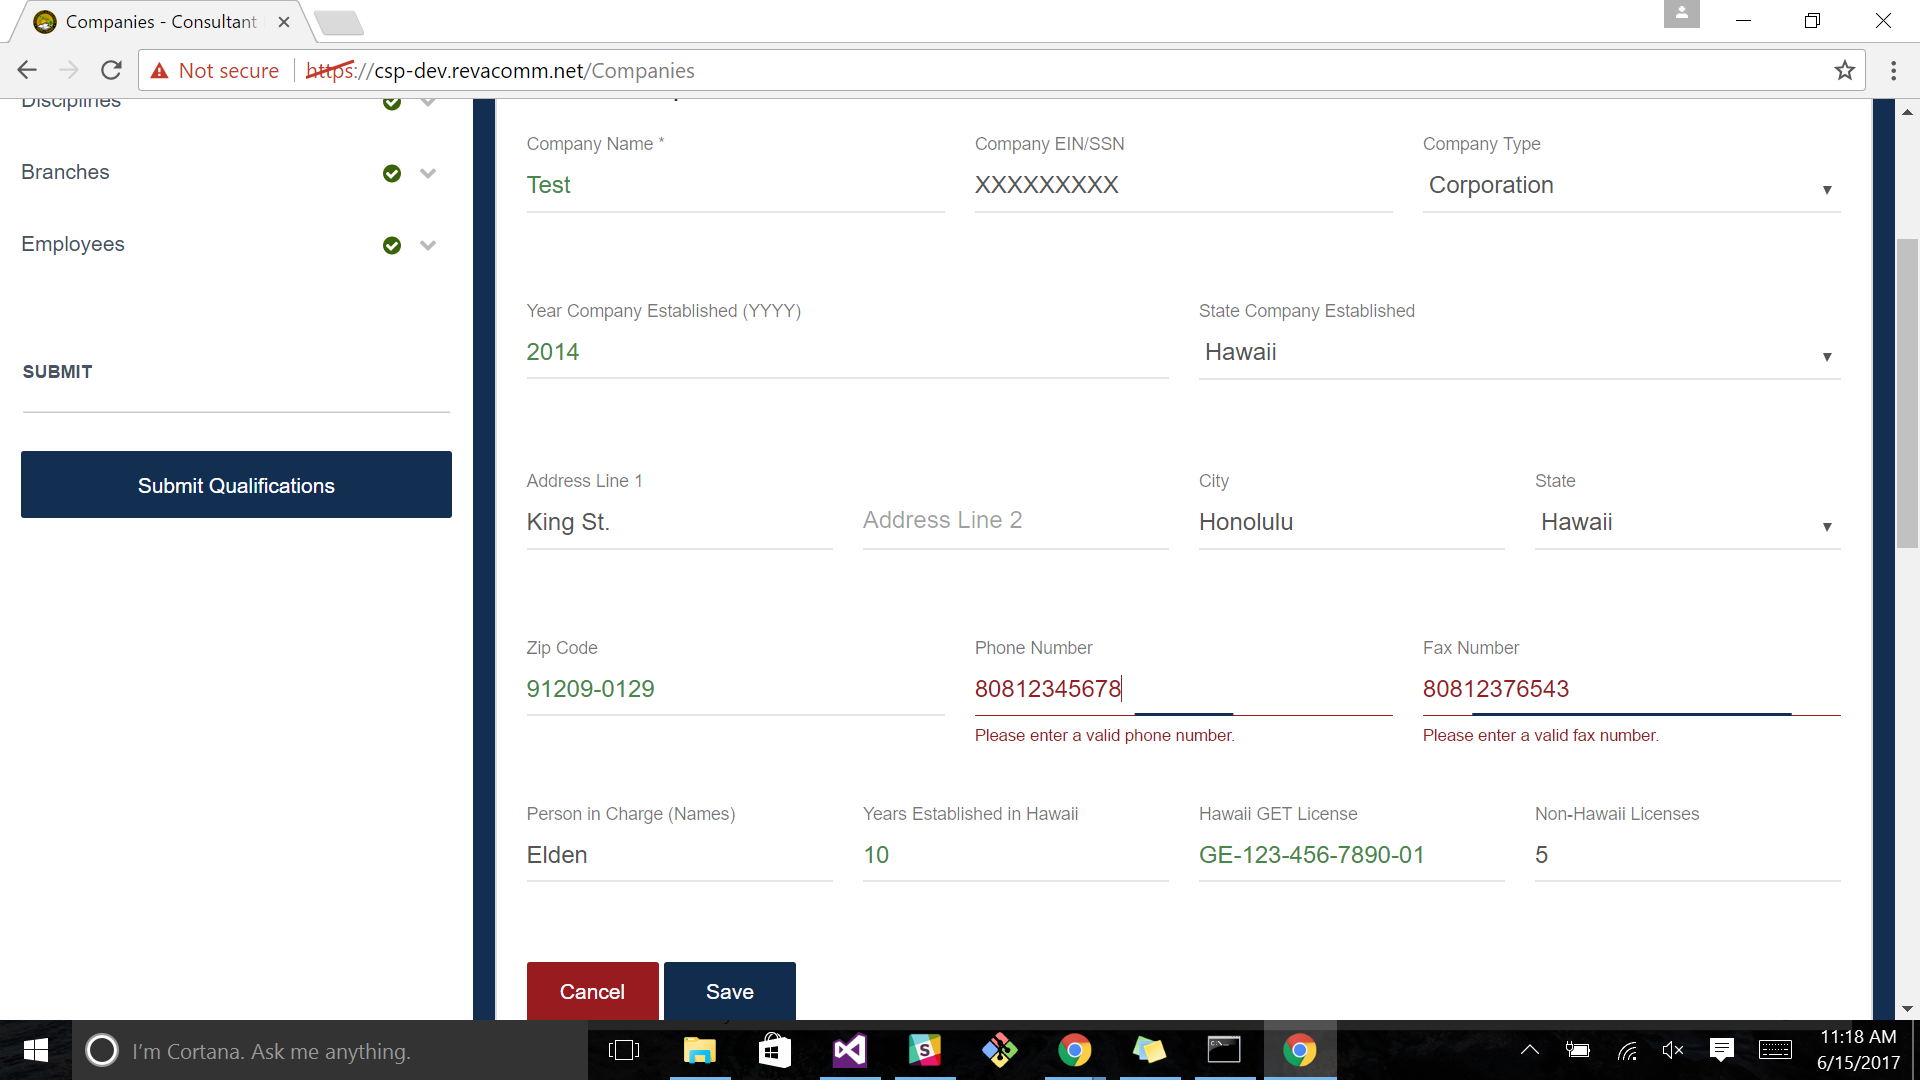 Companies - Consultant
Not secure
https://csp-dev.revacomm.net/Companies
Disciplines
Branches
Employees
SUBMIT
Submit Qualifications
Company Name *
Company EIN/SSN
Company Type
Test
XXXXXXXXX
Corporation
Year Company Established (YYYY)
State Company Established
2014
Hawaii
Address Line 1
City
State
King St.
Address Line 2
Honolulu
Hawaii
Zip Code
Phone Number
Fax Number
91209-0129
80812345678
80812376543
Please enter a valid phone number.
Please enter a valid fax number.
Person in Charge (Names)
Years Established in Hawaii
Hawaii GET License
Non-Hawaii Licenses
Elden
10
GE-123-456-7890-01
5
Cancel
Save
I'm Cortana. Ask me anything.
11:18 AM
6/15/2017